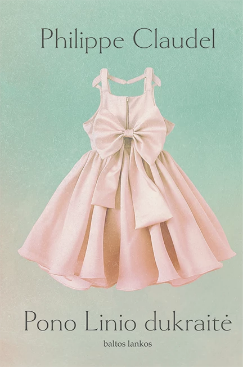 Philippe Claudel
Pono Linio dukraitė
baltos lankos